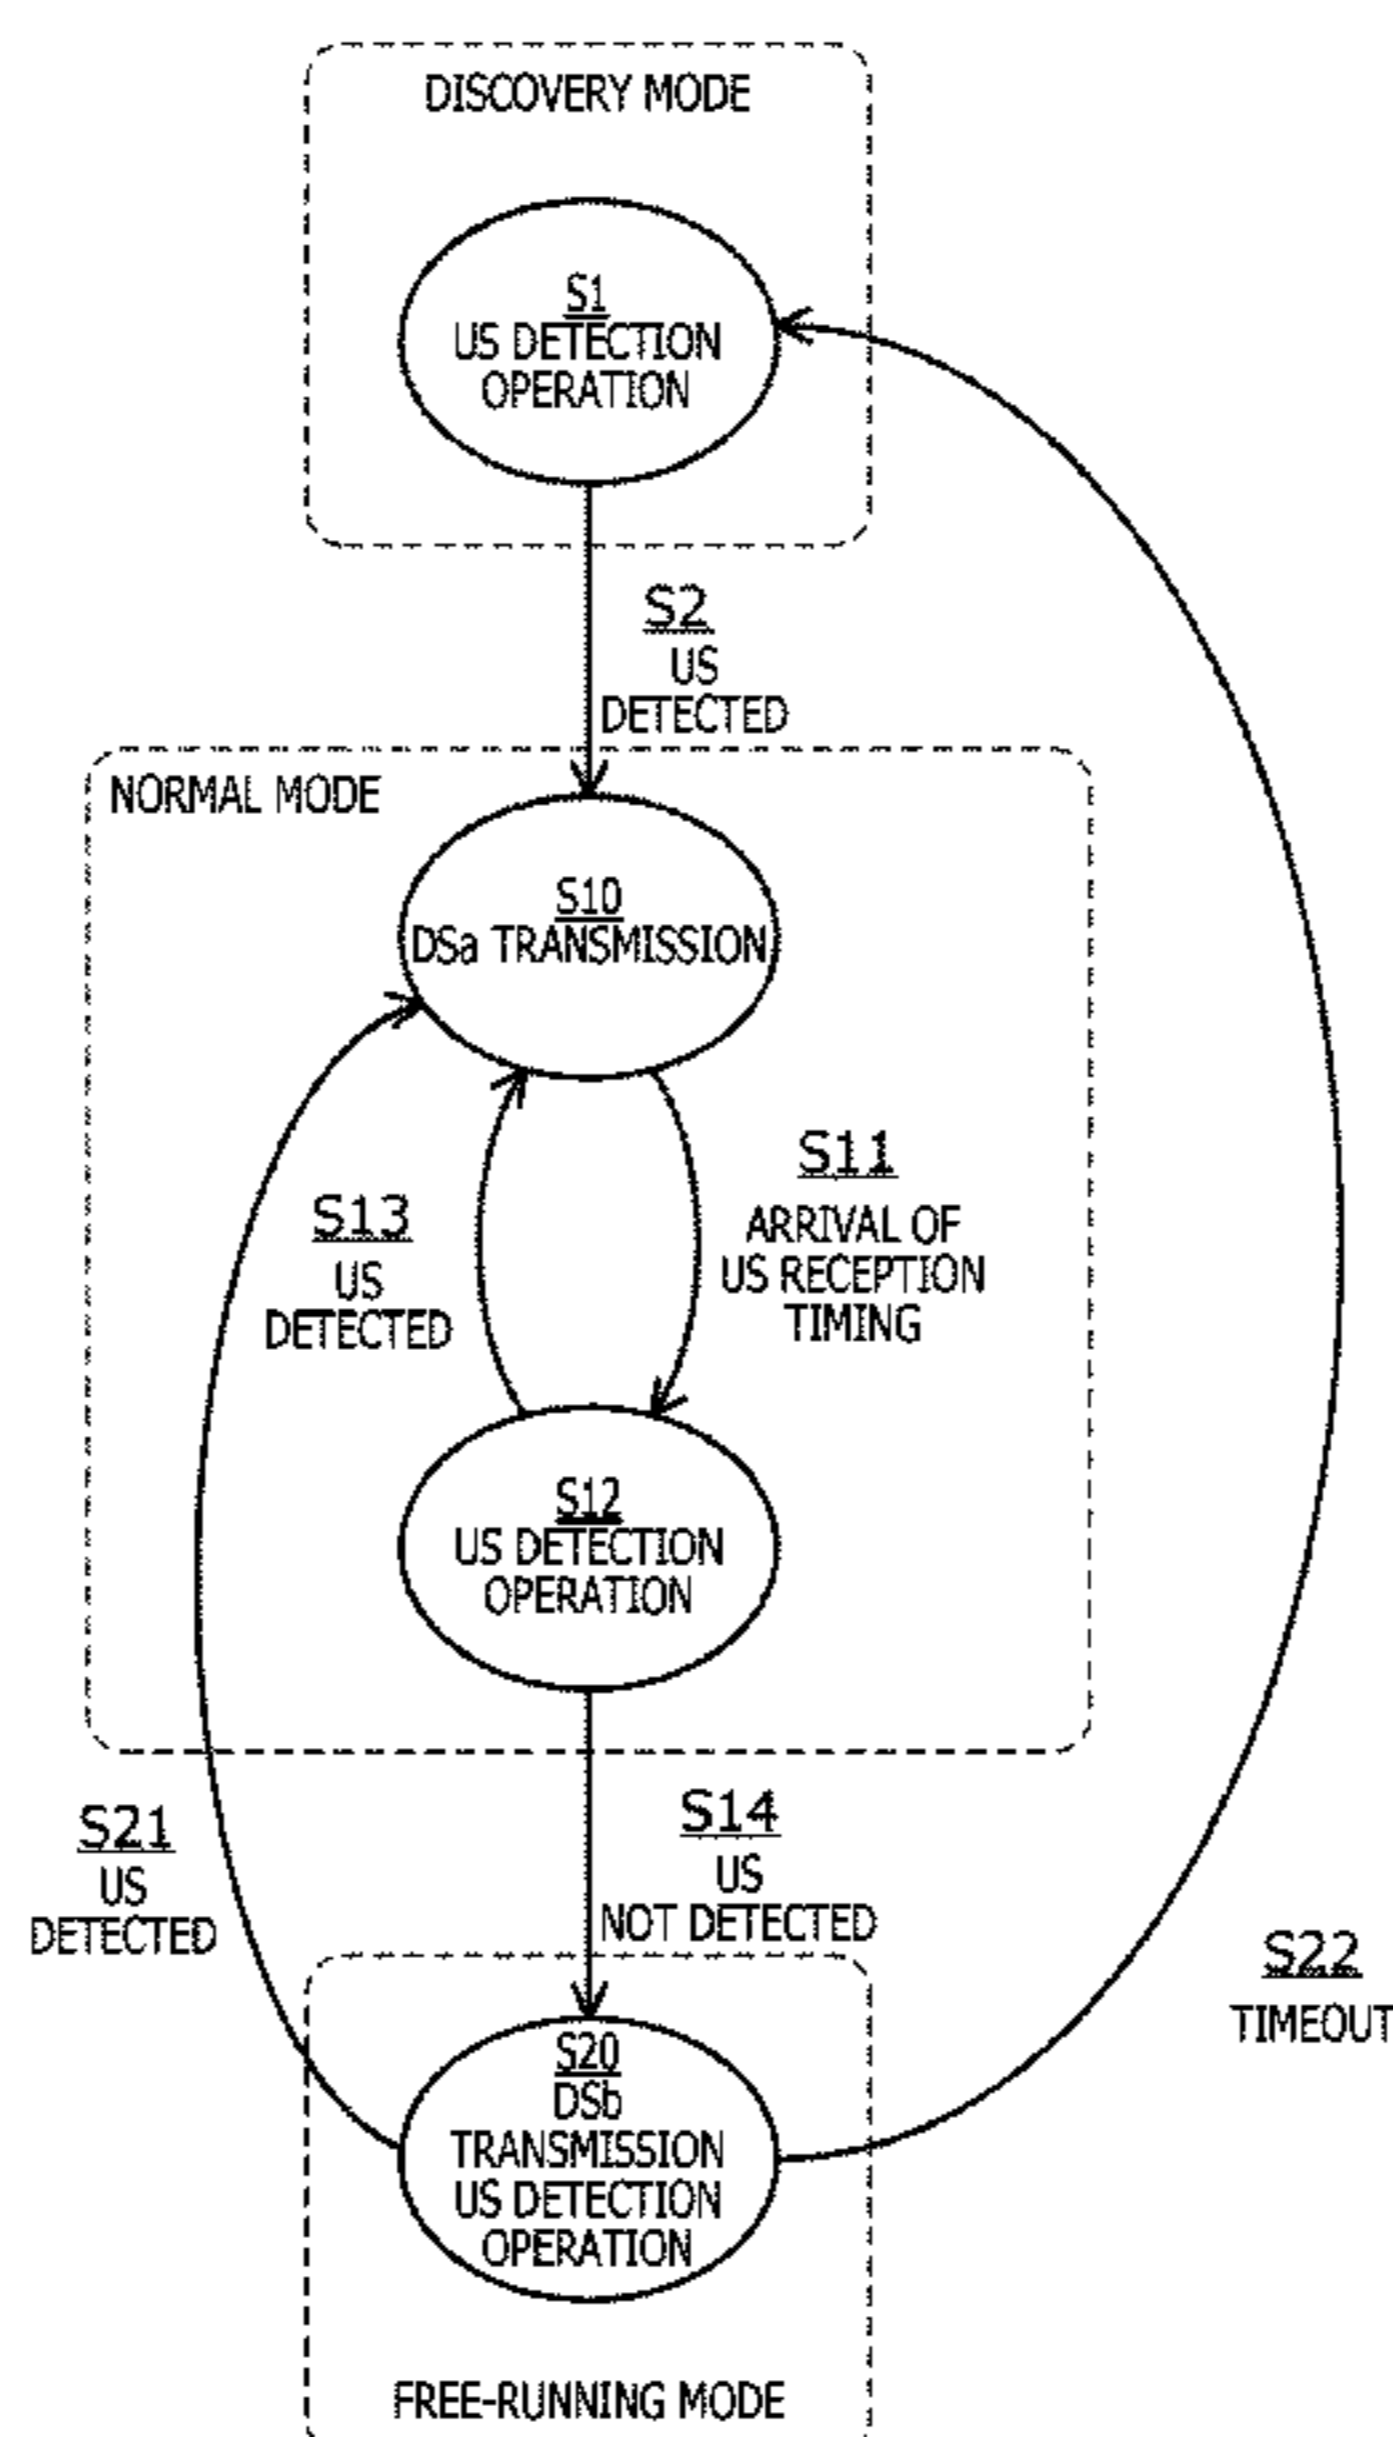 DISCOVERY MODE
S1
US DETECTION
OPERATION
S2
US
DETECTED
NORMAL MODE
S10
DSa TRANSMISSION
S11
ARRIVAL OF
US RECEPTION
TIMING
S13
US
DETECTED
S12
US DETECTION
OPERATION
S14
US
NOT DETECTED
S21
US
DETECTED
S22
TIMEOUT
S20
DSb
TRANSMISSION
US DETECTION
OPERATION
FREE-RUNNING MODE